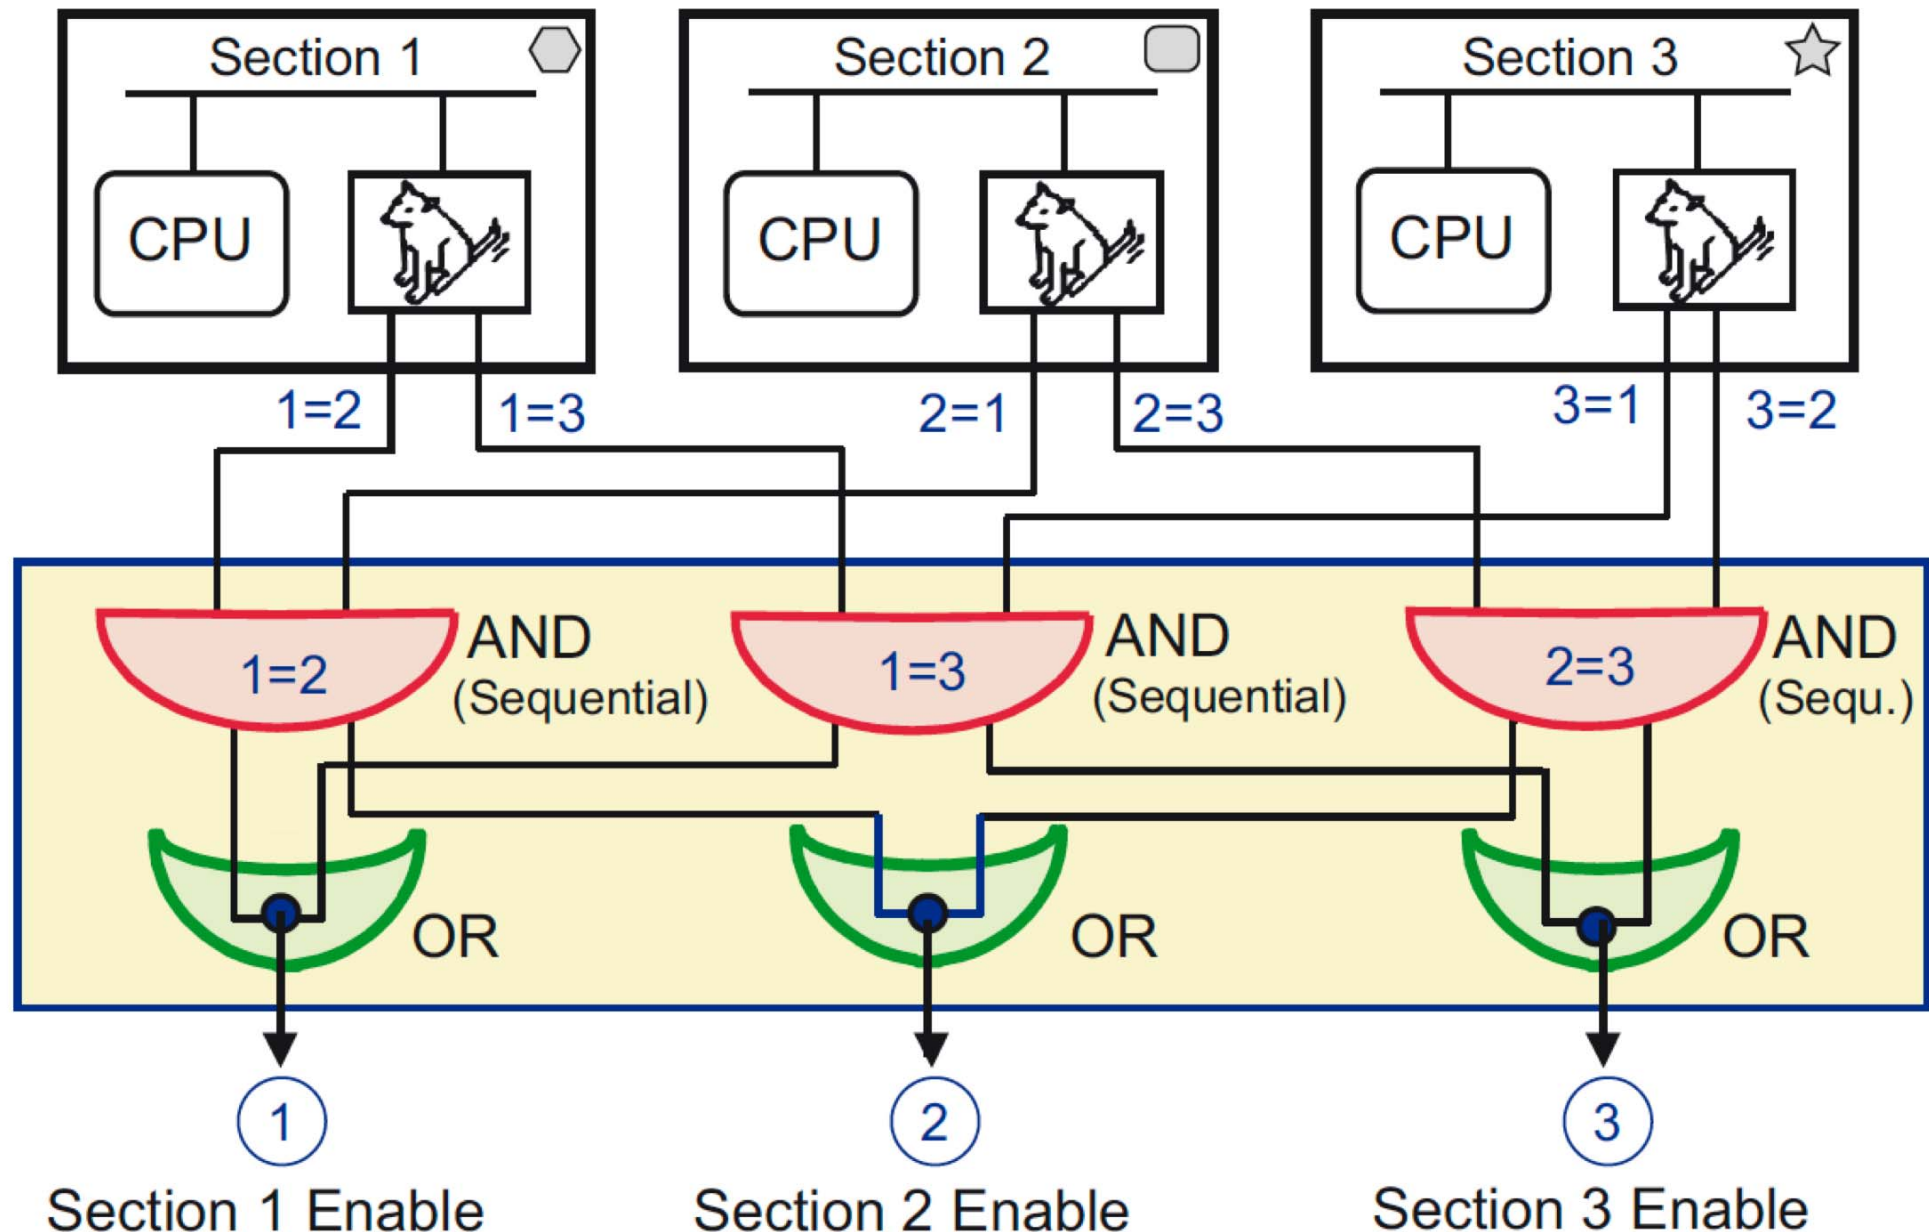 Section 1
Section 2
Section 3
CPU
CPU
CPU
1=2
1=3
2=1
2=3
3=1
3=2
1=2
AND
(Sequential)
1=3
AND
(Sequential)
2=3
AND
(Sequ.)
OR
OR
OR
1
2
3
Section 1 Enable
Section 2 Enable
Section 3 Enable